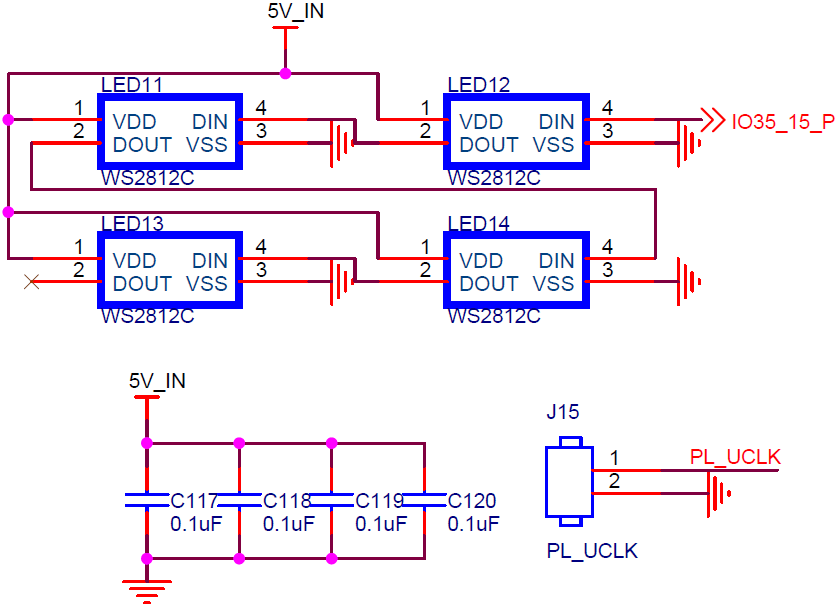 5V_IN
LED11 LED12
1 VDD DIN 4 1 VDD DIN 4 IO35_15_P
2 DOUT VSS 3 2 DOUT VSS 3
WS2812C WS2812C
LED13 LED14
1 VDD DIN 4 1 VDD DIN 4
2 DOUT VSS 3 2 DOUT VSS 3
WS2812C WS2812C
5V_IN
J15
1 PL_UCLK
2
C117 C118 C119 C120
0.1uF 0.1uF 0.1uF 0.1uF
PL_UCLK